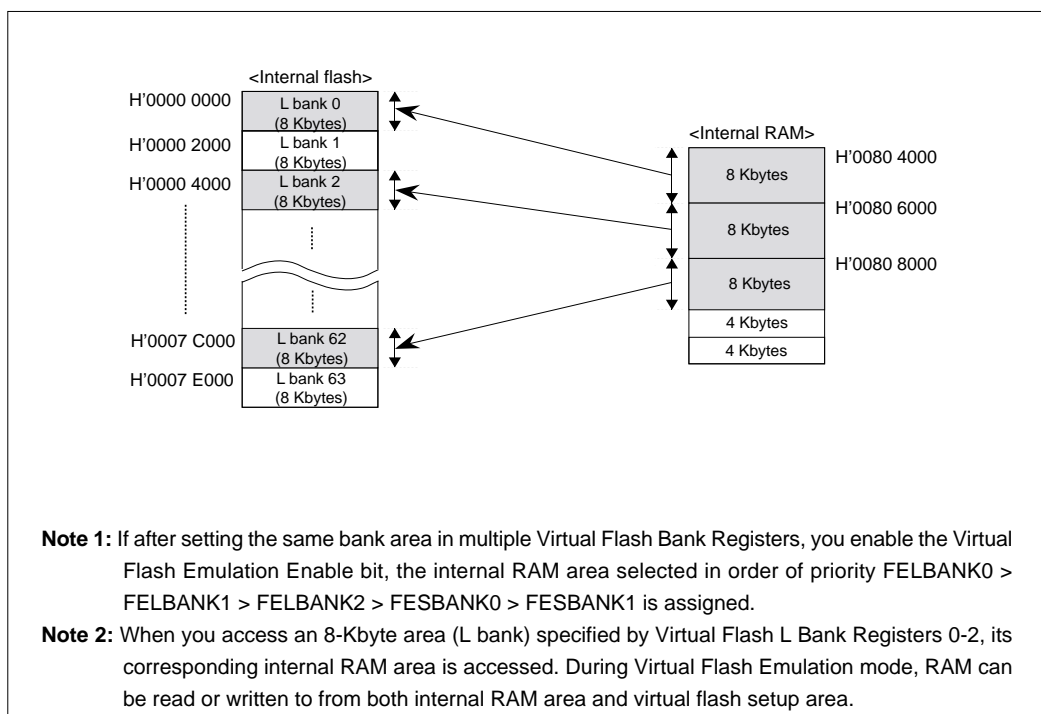 <Internal flash>
H'0000 0000
L bank 0
(8 Kbytes)
H'0000 2000
L bank 1
(8 Kbytes)
H'0000 4000
L bank 2
(8 Kbytes)
H'0007 C000
L bank 62
(8 Kbytes)
H'0007 E000
L bank 63
(8 Kbytes)
<Internal RAM>
H'0080 4000
8 Kbytes
H'0080 6000
8 Kbytes
H'0080 8000
8 Kbytes
4 Kbytes
4 Kbytes
Note 1: If after setting the same bank area in multiple Virtual Flash Bank Registers, you enable the Virtual
Flash Emulation Enable bit, the internal RAM area selected in order of priority FELBANK0 >
FELBANK1 > FELBANK2 > FESBANK0 > FESBANK1 is assigned.
Note 2: When you access an 8-Kbyte area (L bank) specified by Virtual Flash L Bank Registers 0-2, its
corresponding internal RAM area is accessed. During Virtual Flash Emulation mode, RAM can
be read or written to from both internal RAM area and virtual flash setup area.